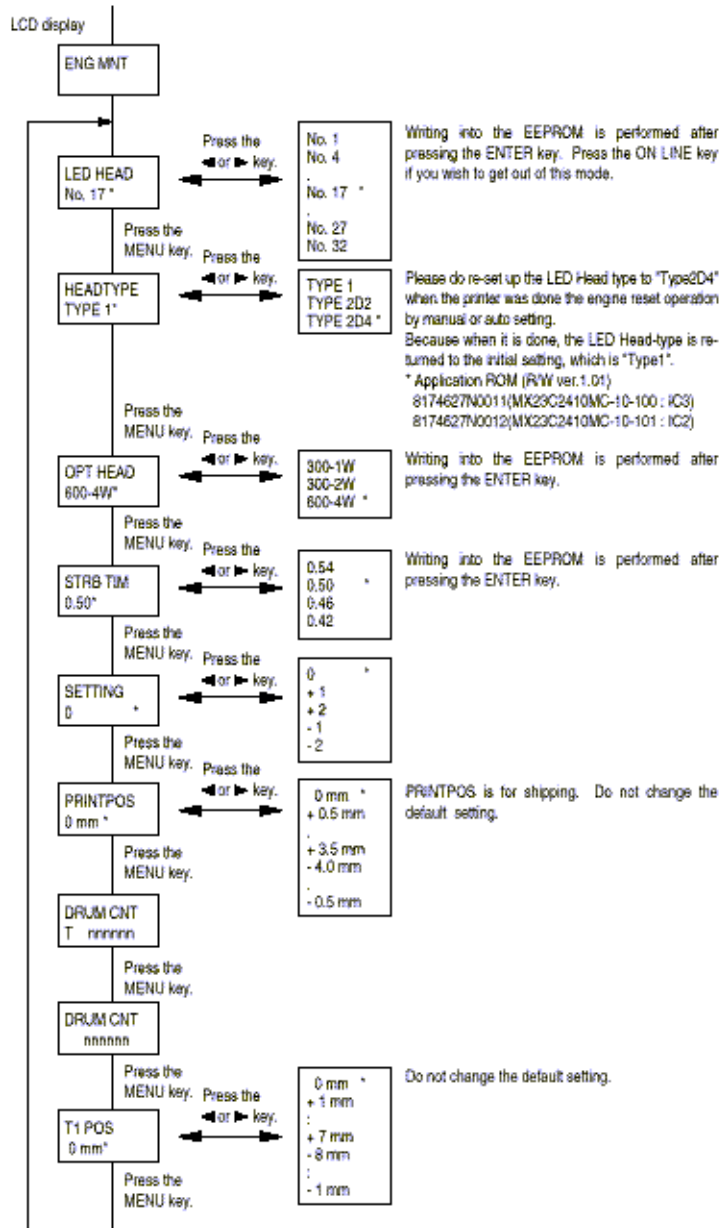 LCD display
ENG MNT
LED HEAD
No. 17 *
Press the
◄ or ► key.
No. 1
No. 4
.
No. 17 *
.
No. 27
No. 32
Writing into the EEPROM is performed after
pressing the ENTER key. Press the ON LINE key
if you wish to get out of this mode.
Press the
MENU key.
Press the
◄ or ► key.
HEADTYPE
TYPE 1*
TYPE 1
TYPE 2D2
TYPE 2D4 *
Please do re-set up the LED Head type to "Type2D4"
when the printer was done the engine reset operation
by manual or auto setting.
Because when it is done, the LED Head-type is re-
turned to the initial setting, which is "Type1".
* Application ROM (R/W ver.1.01)
8174627N0011(MX23C2410MC-10-100 : IC3)
8174627N0012(MX23C2410MC-10-101 : IC2)
Press the
MENU key.
Press the
◄ or ► key.
OPT HEAD
600-4W*
300-1W
300-2W
600-4W *
Writing into the EEPROM is performed after
pressing the ENTER key.
Press the
MENU key.
Press the
◄ or ► key.
STRB TIM
0.50*
0.54
0.50 *
0.46
0.42
Writing into the EEPROM is performed after
pressing the ENTER key.
Press the
MENU key.
Press the
◄ or ► key.
SETTING
0 *
0 *
+ 1
+ 2
- 1
- 2
Press the
MENU key.
Press the
◄ or ► key.
PRINTPOS
0 mm *
0 mm *
+ 0.5 mm
.
+ 3.5 mm
- 4.0 mm
.
- 0.5 mm
PRINTPOS is for shipping. Do not change the
default setting.
Press the
MENU key.
DRUM CNT
T nnnnnn
Press the
MENU key.
DRUM CNT
nnnnnn
Press the
MENU key.
Press the
◄ or ► key.
T1 POS
0 mm*
0 mm *
+ 1 mm
:
+ 7 mm
- 8 mm
:
- 1 mm
Do not change the default setting.
Press the
MENU key.